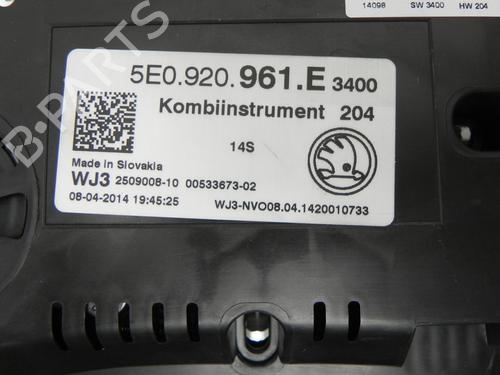 14098 SW 3400 HW 204
5E0.920.961.E 3400
Kombiinstrument 204
14S
Made in Slovakia
WJ3 2509008-10 00533673-02
08-04-2014 19:45:25 WJ3-NVO08.04.1420010733
B-PARTS